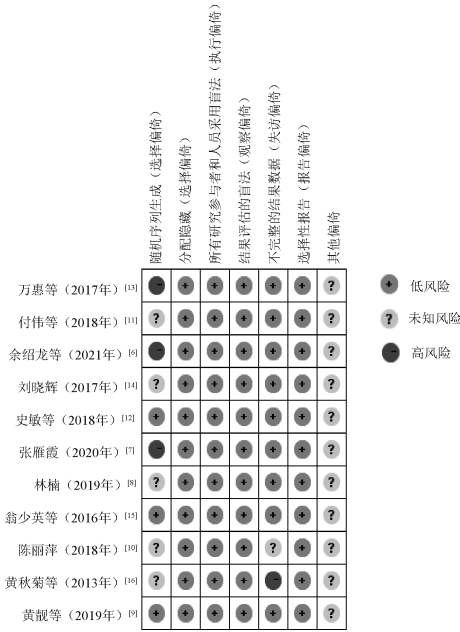 随机序列生成（选择偏倚）
分配隐藏（选择偏倚）
所有研究参与者和人员采用盲法（执行偏倚）
结果评估的盲法（观察偏倚）
不完整的结果数据（失访偏倚）
选择性报告（报告偏倚）
其他偏倚
万惠等（2017年）[13] - + + + + + ?
付伟等（2018年）[11] ? + + + + + ?
余绍龙等（2021年）[6] - + + + + + ?
刘晓辉（2017年）[14] ? + + + + + ?
史敏等（2018年）[12] + + + + + + ?
张雁霞（2020年）[7] - + + + + + ?
林楠（2019年）[8] ? + + + + + ?
翁少英等（2016年）[15] + + + + + + ?
陈丽萍（2018年）[10] ? + + + ? + ?
黄秋菊等（2013年）[16] ? + + + - + ?
黄靓等（2019年）[9] + + + + + + ?
+ 低风险
? 未知风险
- 高风险